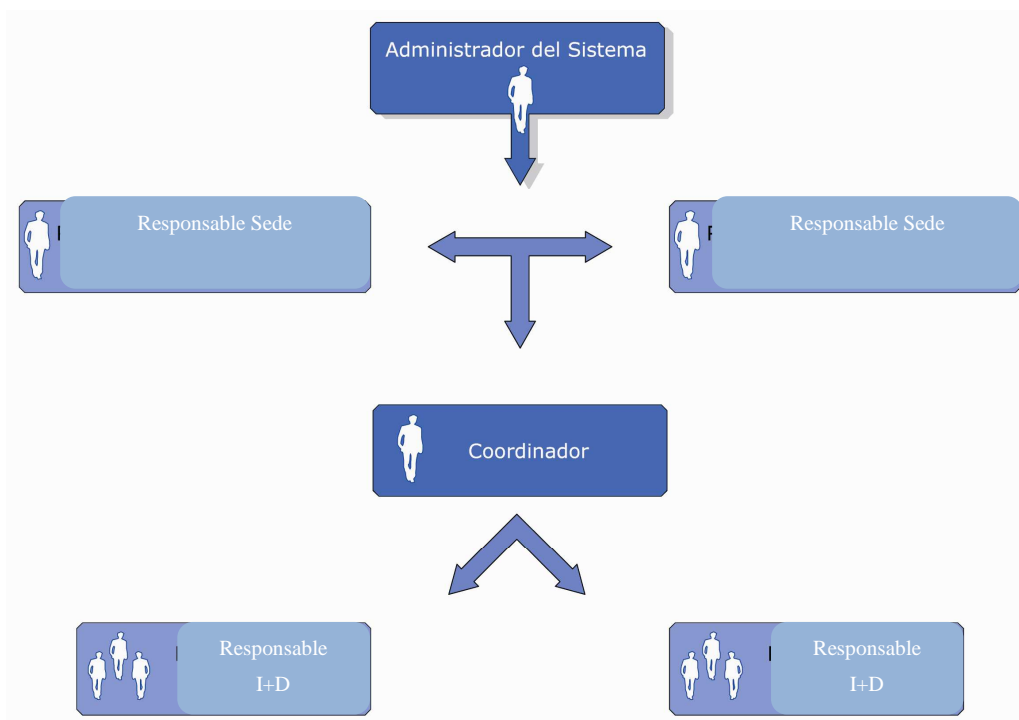 Administrador del Sistema
Responsable Sede
Responsable Sede
Coordinador
Responsable
I+D
Responsable
I+D